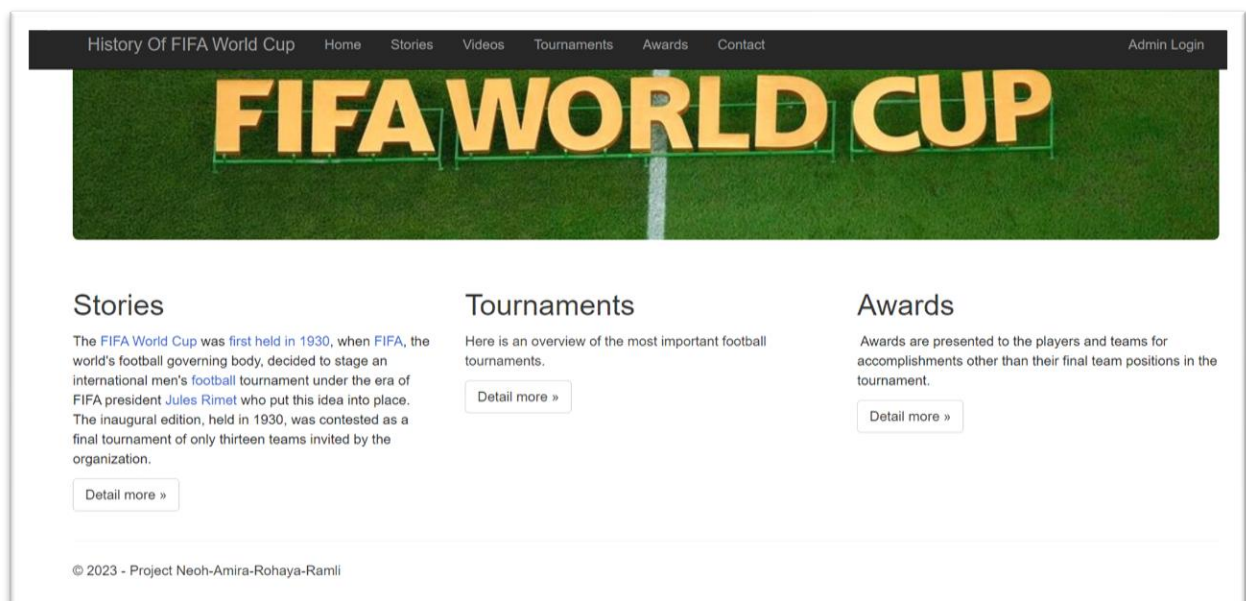 History Of FIFA World Cup Home Stories Videos Tournaments Awards Contact Admin Login
FIFA WORLD CUP
Stories
The FIFA World Cup was first held in 1930, when FIFA, the
world's football governing body, decided to stage an
international men's football tournament under the era of
FIFA president Jules Rimet who put this idea into place.
The inaugural edition, held in 1930, was contested as a
final tournament of only thirteen teams invited by the
organization.
Detail more »
Tournaments
Here is an overview of the most important football
tournaments.
Detail more »
Awards
Awards are presented to the players and teams for
accomplishments other than their final team positions in the
tournament.
Detail more »
© 2023 - Project Neoh-Amira-Rohaya-Ramli